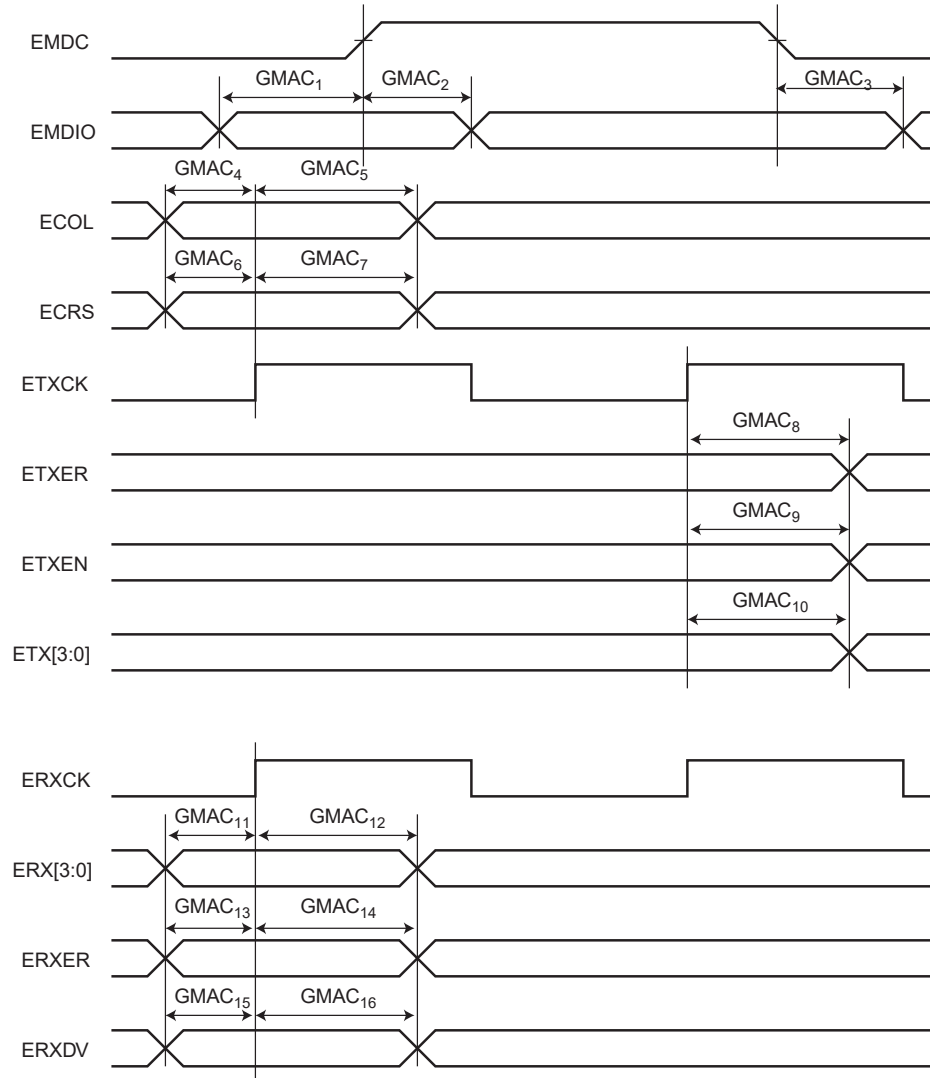 EMDC
GMAC1 GMAC2 GMAC3
EMDIO
GMAC4 GMAC5
ECOL
GMAC6 GMAC7
ECRS
ETXCK
GMAC8
ETXER
GMAC9
ETXEN
GMAC10
ETX[3:0]
ERXCK
GMAC11 GMAC12
ERX[3:0]
GMAC13 GMAC14
ERXER
GMAC15 GMAC16
ERXDV